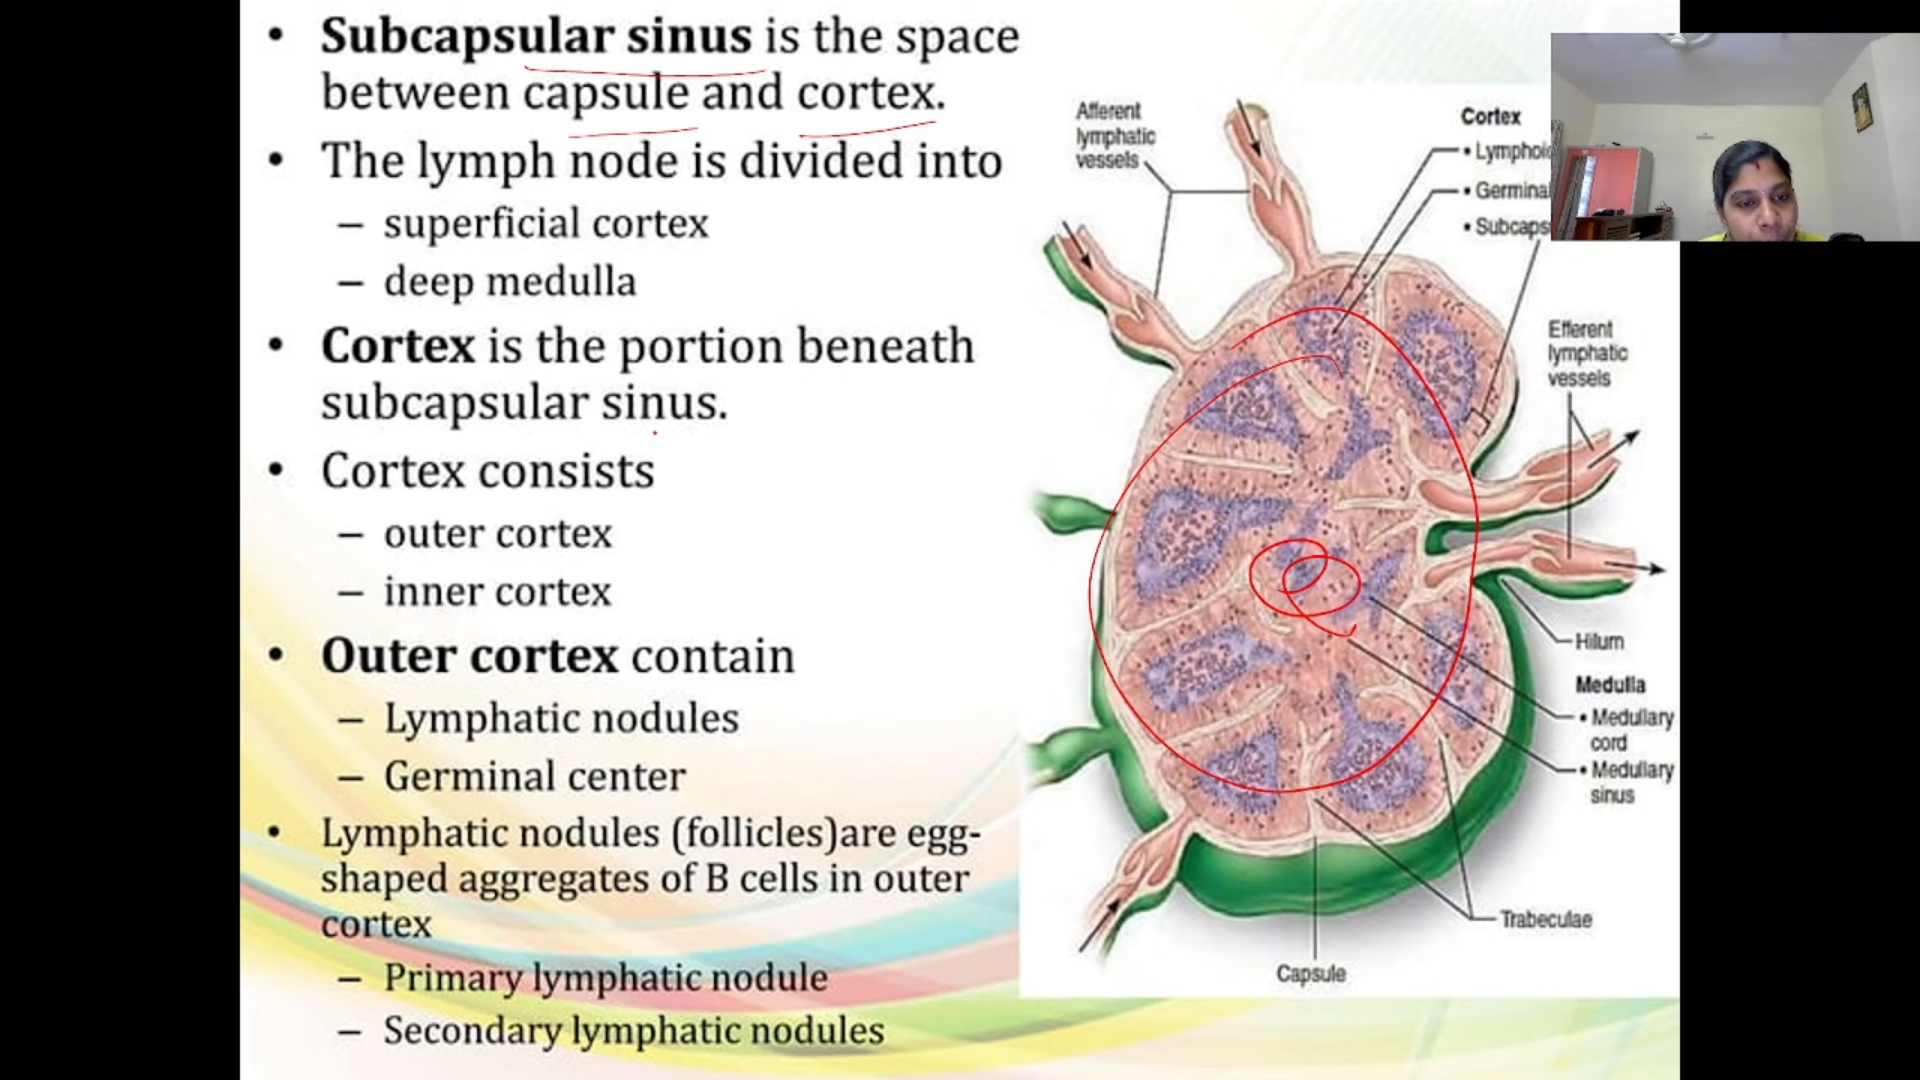 • Subcapsular sinus is the space
between capsule and cortex.
• The lymph node is divided into
– superficial cortex
– deep medulla
• Cortex is the portion beneath
subcapsular sinus.
• Cortex consists
– outer cortex
– inner cortex
• Outer cortex contain
– Lymphatic nodules
– Germinal center
• Lymphatic nodules (follicles)are egg-
shaped aggregates of B cells in outer
cortex
– Primary lymphatic nodule
– Secondary lymphatic nodules
Afferent
lymphatic
vessels
Cortex
•
• Germinal
•
Efferent
lymphatic
vessels
Hilum
Medulla
• Medullary
cord
• Medullary
sinus
Trabeculae
Capsule